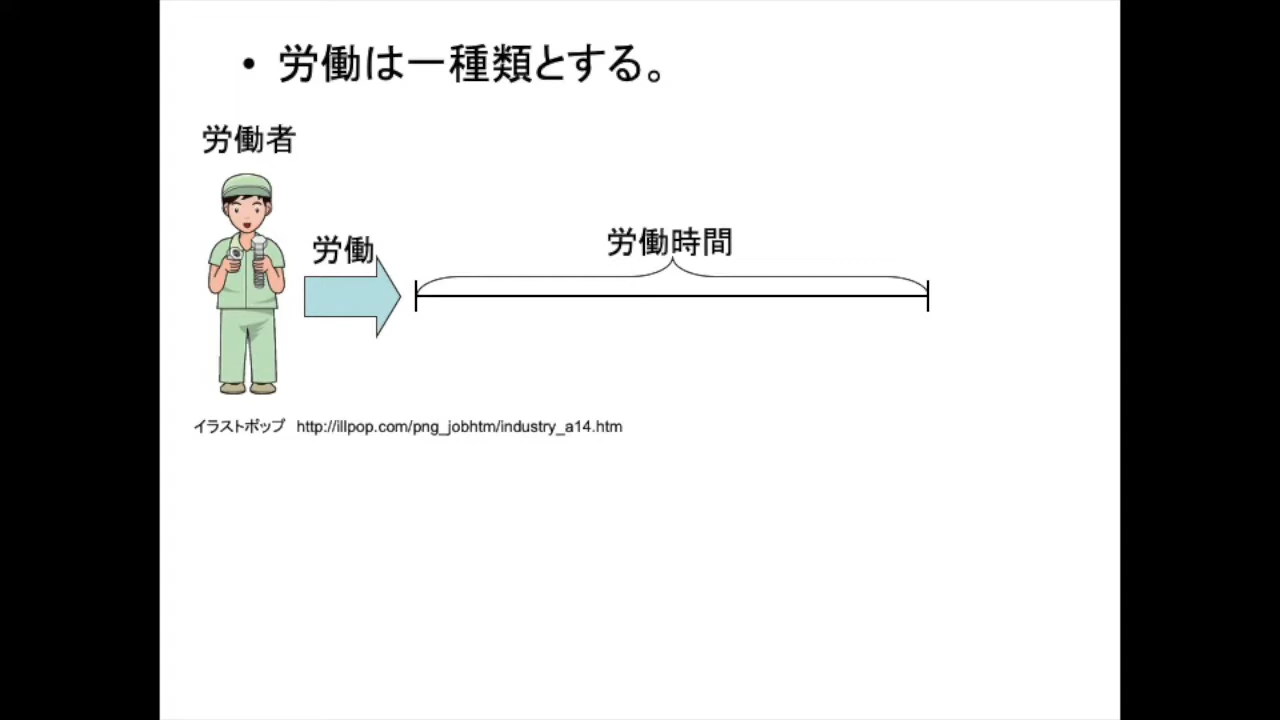 • 労働は一種類とする。
労働者
労働
労働時間
イラストポップ http://illpop.com/png_jobhtm/industry_a14.htm